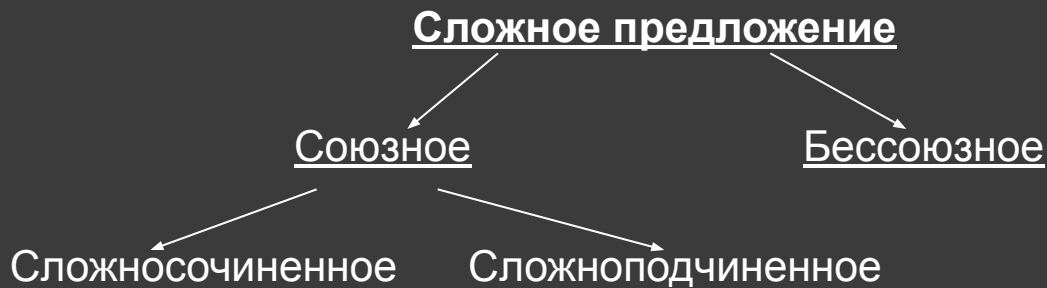 Сложное предложение
Союзное Бессоюзное
Сложносочиненное Сложноподчиненное